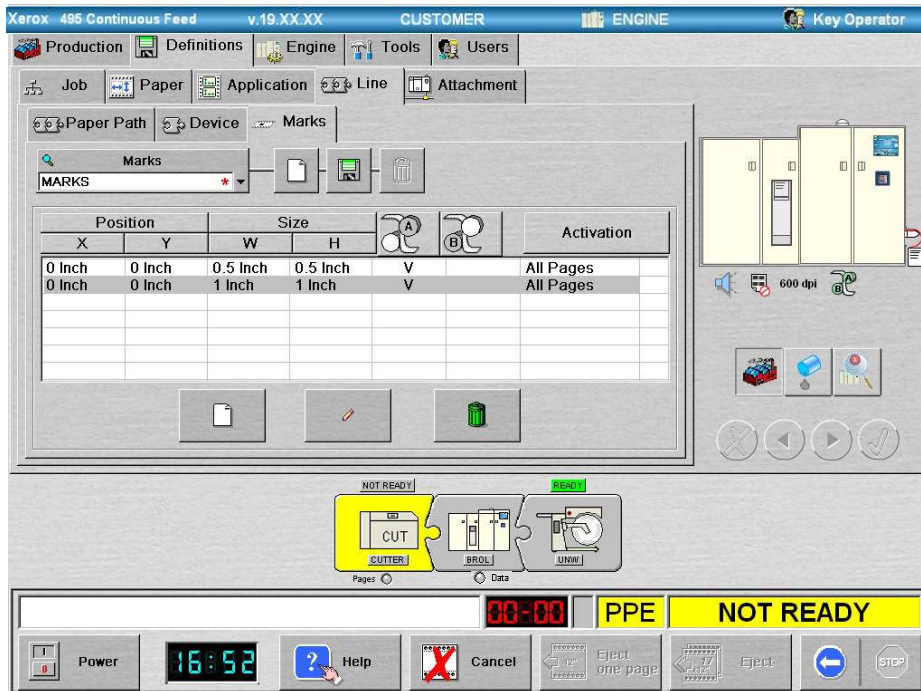 Xerox 495 Continuous Feed v.19.XX.XX CUSTOMER ENGINE Key Operator
Production Definitions Engine Tools Users
Job Paper Application Line Attachment
Paper Path Device Marks
Marks
MARKS *
Position Size A B Activation
X Y W H
0 Inch 0 Inch 0.5 Inch 0.5 Inch V All Pages
0 Inch 0 Inch 1 Inch 1 Inch V All Pages
600 dpi A B
NOT READY READY
CUT
CUTTER BROL UNW
Pages Data
00-00 PPE NOT READY
I 0 Power 16:52 ? Help Cancel 12" Eject one page 17 12" Eject STOP